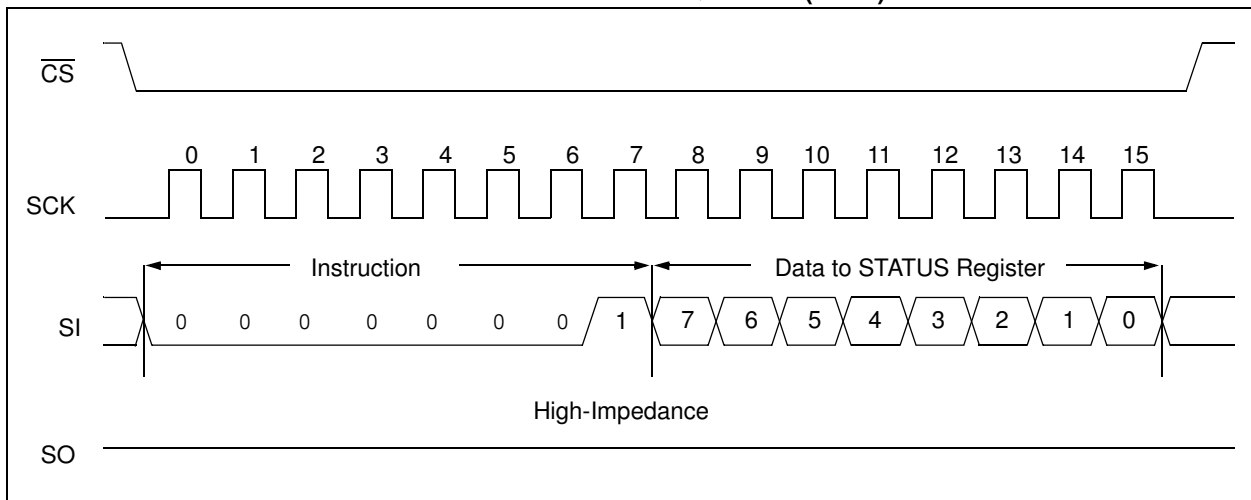 CS
0 1 2 3 4 5 6 7 8 9 10 11 12 13 14 15
SCK
Instruction Data to STATUS Register
SI 0 0 0 0 0 0 0 1 7 6 5 4 3 2 1 0
High-Impedance
SO